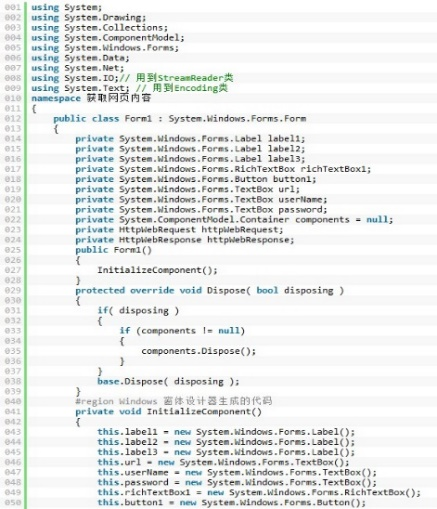 001 using System;
002 using System.Drawing;
003 using System.Collections;
004 using System.ComponentModel;
005 using System.Windows.Forms;
006 using System.Data;
007 using System.Net;
008 using System.IO;// 用到StreamReader类
009 using System.Text; // 用到Encoding类
010 namespace 获取网页内容
011 {
012 public class Form1 : System.Windows.Forms.Form
013 {
014 private System.Windows.Forms.Label label1;
015 private System.Windows.Forms.Label label2;
016 private System.Windows.Forms.Label label3;
017 private System.Windows.Forms.RichTextBox richTextBox1;
018 private System.Windows.Forms.Button button1;
019 private System.Windows.Forms.TextBox url;
020 private System.Windows.Forms.TextBox userName;
021 private System.Windows.Forms.TextBox password;
022 private System.ComponentModel.Container components = null;
023 private HttpWebRequest httpWebRequest;
024 private HttpWebResponse httpWebResponse;
025 public Form1()
026 {
027 InitializeComponent();
028 }
029 protected override void Dispose( bool disposing )
030 {
031 if( disposing )
032 {
033 if (components != null)
034 {
035 components.Dispose();
036 }
037 }
038 base.Dispose( disposing );
039 }
040 #region Windows 窗体设计器生成的代码
041 private void InitializeComponent()
042 {
043 this.label1 = new System.Windows.Forms.Label();
044 this.label2 = new System.Windows.Forms.Label();
045 this.label3 = new System.Windows.Forms.Label();
046 this.url = new System.Windows.Forms.TextBox();
047 this.userName = new System.Windows.Forms.TextBox();
048 this.password = new System.Windows.Forms.TextBox();
049 this.richTextBox1 = new System.Windows.Forms.RichTextBox();
050 this.button1 = new System.Windows.Forms.Button();